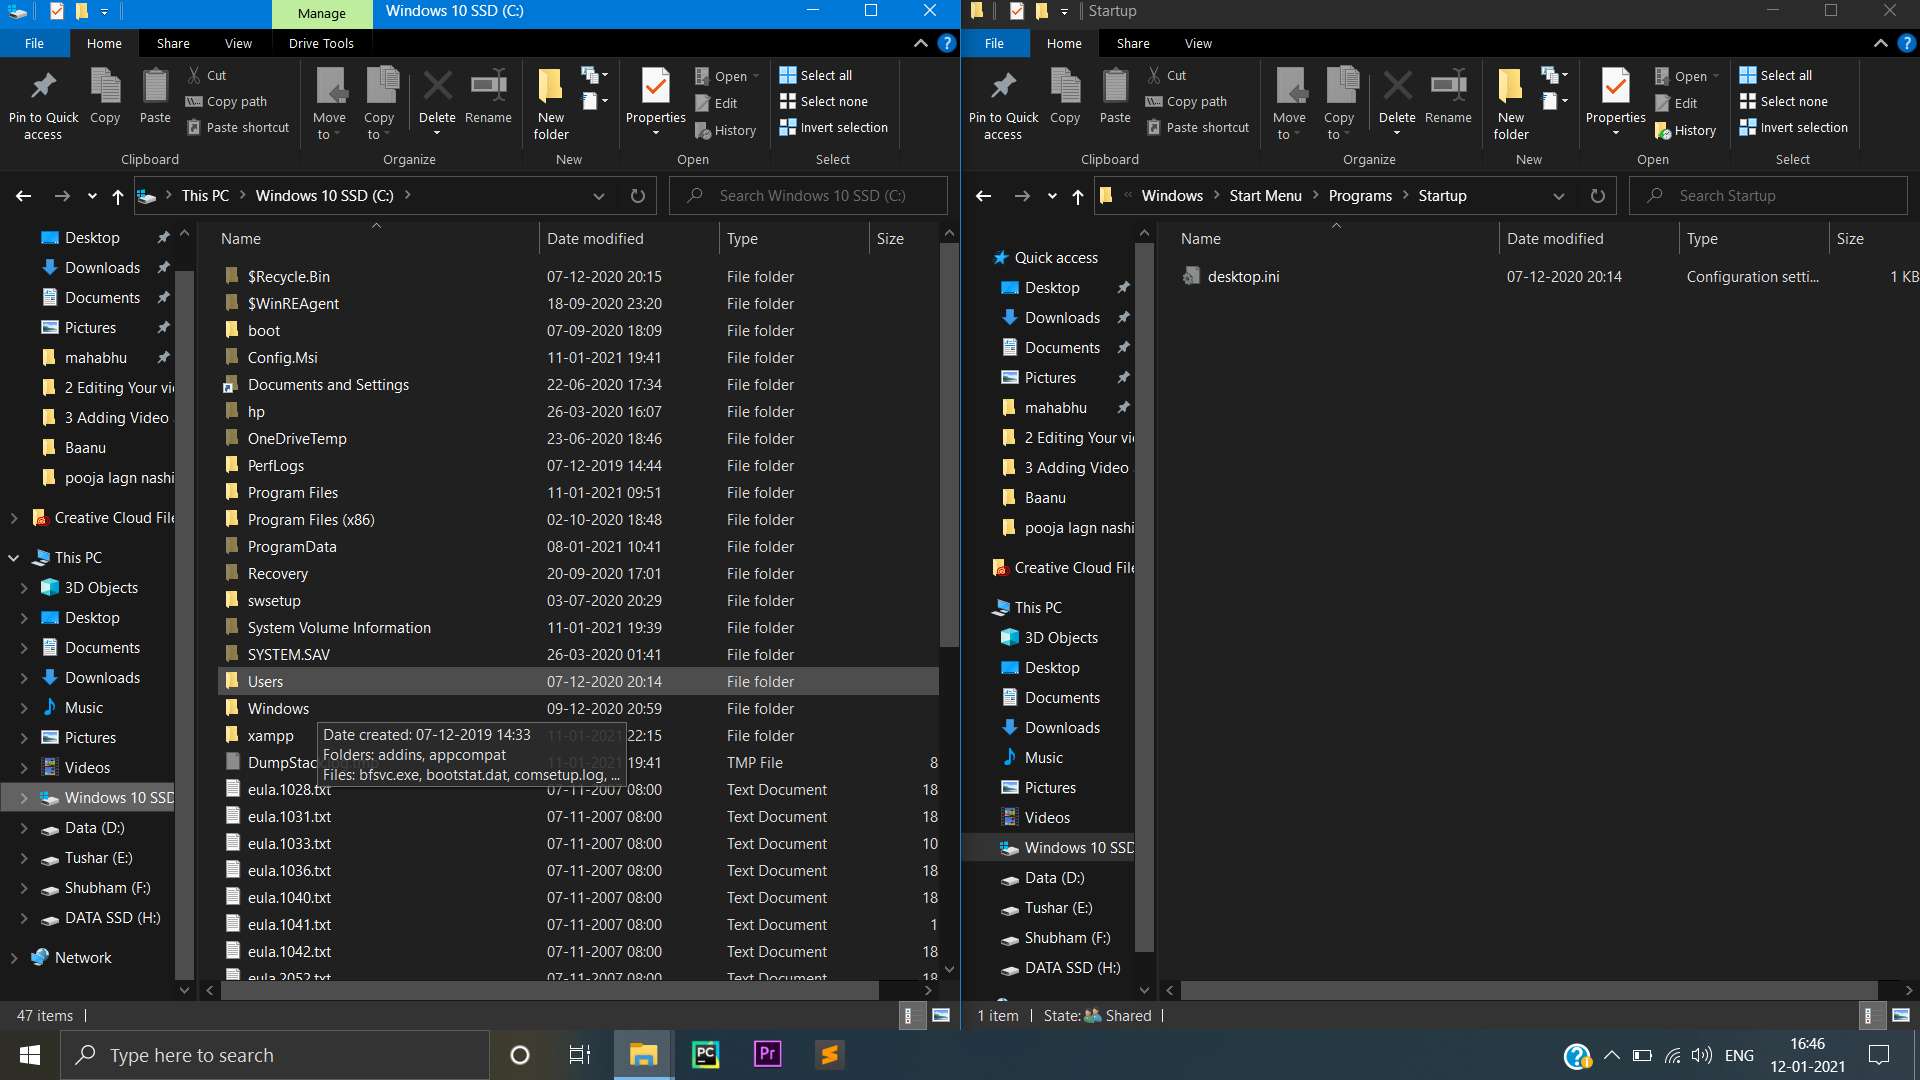 Manage
Windows 10 SSD (C:)
File
Home
Share
View
Drive Tools
Pin to Quick access
Copy
Paste
Cut
Copy path
Paste shortcut
Clipboard
Move to
Copy to
Delete
Rename
Organize
New folder
New
Properties
Open
Edit
History
Open
Select all
Select none
Invert selection
Select
This PC > Windows 10 SSD (C:) >
Search Windows 10 SSD (C:)
Desktop
Downloads
Documents
Pictures
mahabhu
2 Editing Your vi
3 Adding Video
Baanu
pooja lagn nashi
Creative Cloud File
This PC
3D Objects
Desktop
Documents
Downloads
Music
Pictures
Videos
Windows 10 SSD
Data (D:)
Tushar (E:)
Shubham (F:)
DATA SSD (H:)
Network
Name Date modified Type Size
$Recycle.Bin 07-12-2020 20:15 File folder
$WinREAgent 18-09-2020 23:20 File folder
boot 07-09-2020 18:09 File folder
Config.Msi 11-01-2021 19:41 File folder
Documents and Settings 22-06-2020 17:34 File folder
hp 26-03-2020 16:07 File folder
OneDriveTemp 23-06-2020 18:46 File folder
PerfLogs 07-12-2019 14:44 File folder
Program Files 11-01-2021 09:51 File folder
Program Files (x86) 02-10-2020 18:48 File folder
ProgramData 08-01-2021 10:41 File folder
Recovery 20-09-2020 17:01 File folder
swsetup 03-07-2020 20:29 File folder
System Volume Information 11-01-2021 19:39 File folder
SYSTEM.SAV 26-03-2020 01:41 File folder
Users 07-12-2020 20:14 File folder
Windows 09-12-2020 20:59 File folder
xampp 11-01-2021 22:15 File folder
DumpStac 11-01-2021 19:41 TMP File 8
Date created: 07-12-2019 14:33
Folders: addins, appcompat
Files: bfsvc.exe, bootstat.dat, comsetup.log, ...
eula.1028.txt 07-11-2007 08:00 Text Document 18
eula.1031.txt 07-11-2007 08:00 Text Document 18
eula.1033.txt 07-11-2007 08:00 Text Document 10
eula.1036.txt 07-11-2007 08:00 Text Document 18
eula.1040.txt 07-11-2007 08:00 Text Document 18
eula.1041.txt 07-11-2007 08:00 Text Document 1
eula.1042.txt 07-11-2007 08:00 Text Document 18
eula.2052.txt 07-11-2007 08:00 Text Document 18
47 items
Startup
File
Home
Share
View
Pin to Quick access
Copy
Paste
Cut
Copy path
Paste shortcut
Clipboard
Move to
Copy to
Delete
Rename
Organize
New folder
New
Properties
Open
Edit
History
Open
Select all
Select none
Invert selection
Select
« Windows > Start Menu > Programs > Startup
Search Startup
Quick access
Desktop
Downloads
Documents
Pictures
mahabhu
2 Editing Your vi
3 Adding Video
Baanu
pooja lagn nashi
Creative Cloud File
This PC
3D Objects
Desktop
Documents
Downloads
Music
Pictures
Videos
Windows 10 SSD
Data (D:)
Tushar (E:)
Shubham (F:)
DATA SSD (H:)
Name Date modified Type Size
desktop.ini 07-12-2020 20:14 Configuration setti... 1 KB
1 item
State: Shared
Type here to search
PC
Pr
ENG
16:46
12-01-2021